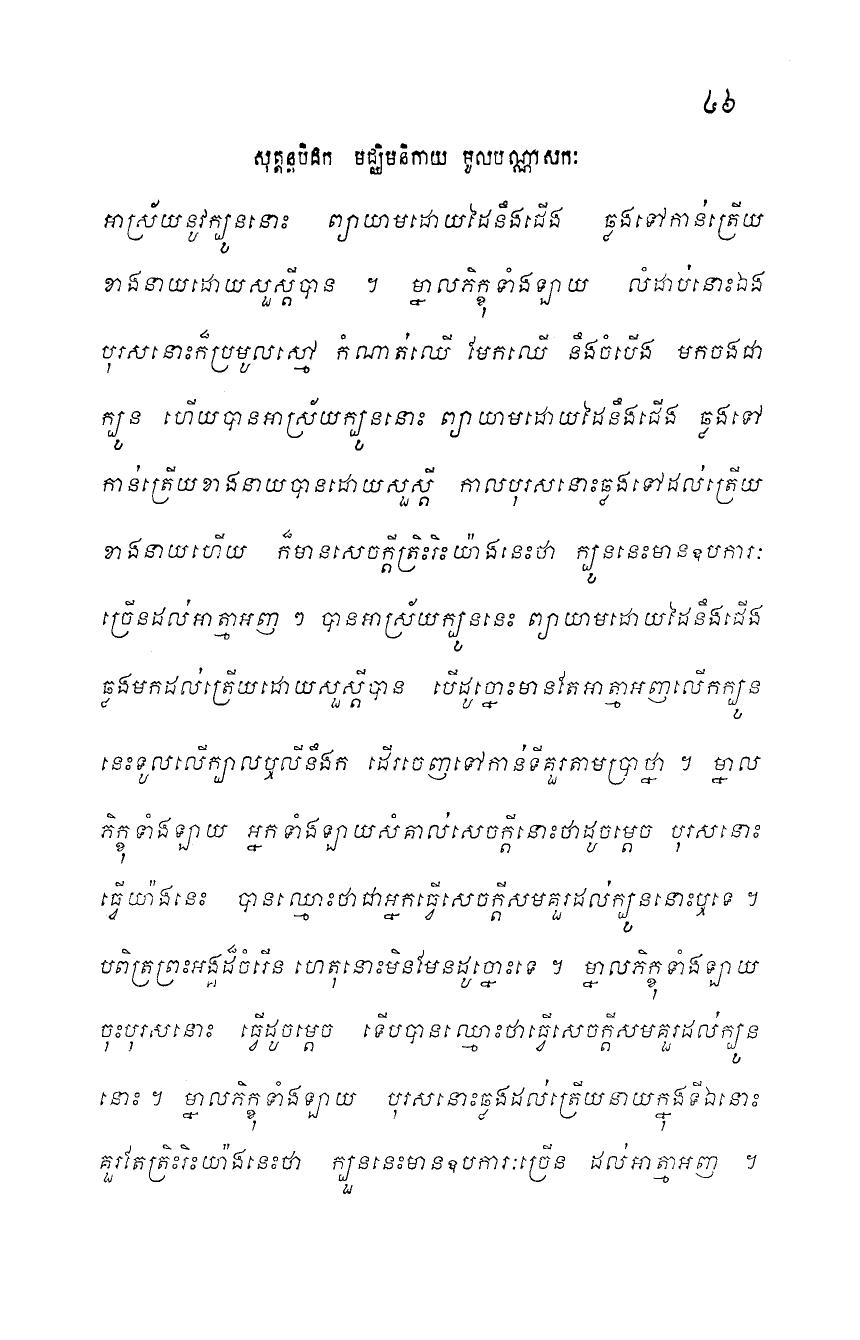 ៤៦
សុត្តន្តបិដក មជ្ឈិមនិកាយ មូលបណ្ណាសកៈ
អាស្រ័យនូវក្បូននោះ ព្យាយាមដោយដៃនឹងជើង ឆ្លងទៅកាន់ត្រើយ
ខាងនាយដោយសួស្តីបាន ។ ម្នាលភិក្ខុទាំងឡាយ លំដាប់នោះឯង
បុរសនោះក៏ប្រមូលស្មៅ កំណាត់ឈើ មែកឈើ នឹងចំបើង មកចងជា
ក្បូន ហើយបានអាស្រ័យក្បូននោះ ព្យាយាមដោយដៃនឹងជើង ឆ្លងទៅ
កាន់ត្រើយខាងនាយបានដោយសួស្តី កាលបុរសនោះឆ្លងទៅដល់ត្រើយ
ខាងនាយហើយ ក៏មានសេចក្តីត្រិះរិះយ៉ាងនេះថា ក្បូននេះមានឧបការៈ
ច្រើនដល់អាត្មាអញ ៗ បានអាស្រ័យក្បូននេះ ព្យាយាមដោយដៃនឹងជើង
ឆ្លងមកដល់ត្រើយដោយសួស្តីបាន បើដូច្នោះមានតែអាត្មាអញលើកក្បូន
នេះទូលលើក្បាលឬលីនឹងក ដើរចេញទៅកាន់ទីគួរតាមប្រាថ្នា ។ ម្នាល
ភិក្ខុទាំងឡាយ អ្នកទាំងឡាយសំគាល់សេចក្តីនោះថាដូចម្តេច បុរសនោះ
ធ្វើយ៉ាងនេះ បានឈ្មោះថាជាអ្នកធ្វើសេចក្តីសមគួរដល់ក្បូននោះឬទេ ។
បពិត្រព្រះអង្គដ៏ចំរើន ហេតុនោះមិនមែនដូច្នោះទេ ។ ម្នាលភិក្ខុទាំងឡាយ
ចុះបុរសនោះ ធ្វើដូចម្តេច ទើបបានឈ្មោះថាធ្វើសេចក្តីសមគួរដល់ក្បូន
នោះ ។ ម្នាលភិក្ខុទាំងឡាយ បុរសនោះឆ្លងដល់ត្រើយនាយក្នុងទីឯនោះ
គួរតែត្រិះរិះយ៉ាងនេះថា ក្បួននេះមានឧបការៈច្រើន ដល់អាត្មាអញ ។